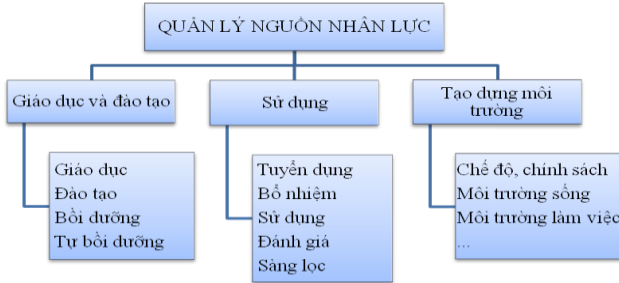 QUẢN LÝ NGUỒN NHÂN LỰC
Giáo dục và đào tạo
Giáo dục
Đào tạo
Bồi dưỡng
Tự bồi dưỡng
Sử dụng
Tuyển dụng
Bổ nhiệm
Sử dụng
Đánh giá
Sàng lọc
Tạo dựng môi
trường
Chế độ, chính sách
Môi trường sống
Môi trường làm việc
...